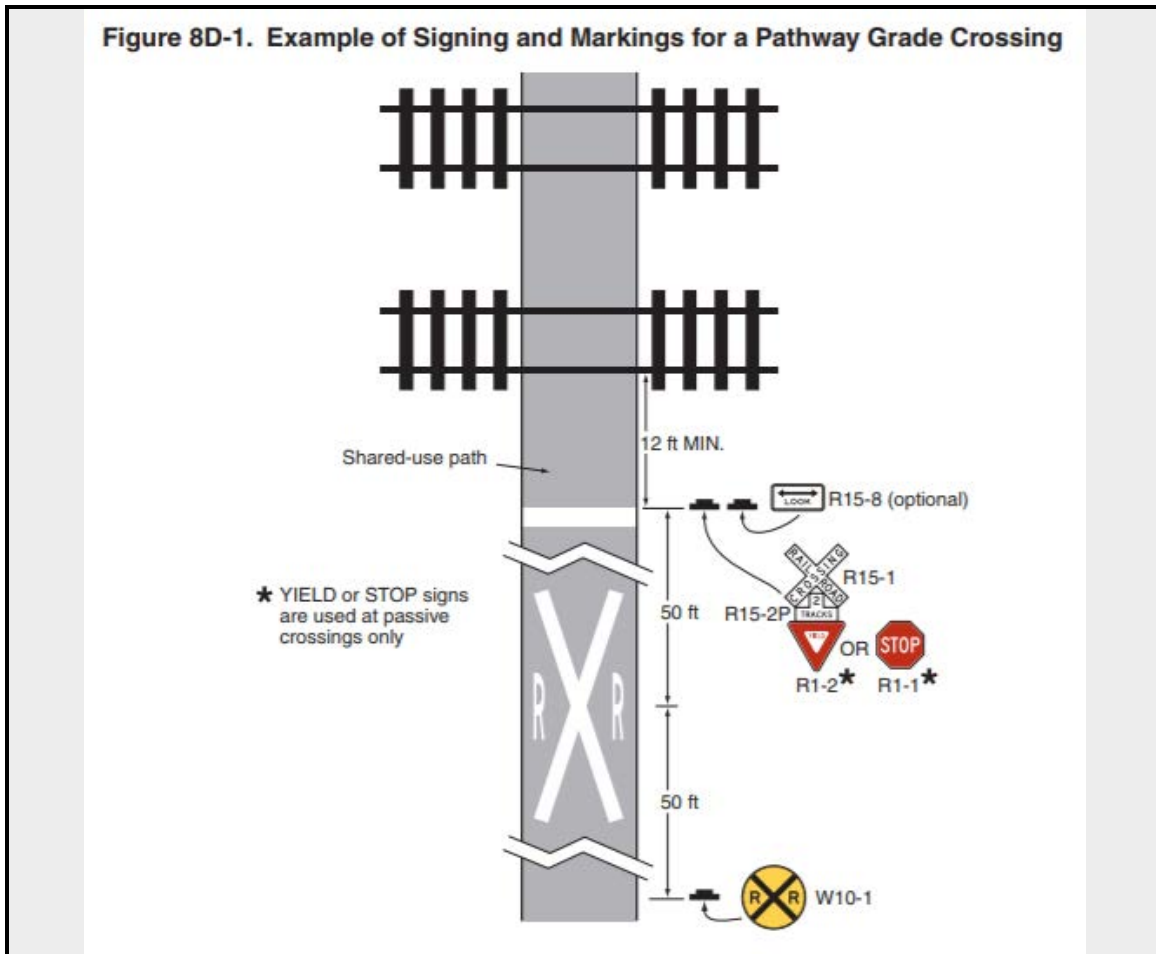 Figure 8D-1. Example of Signing and Markings for a Pathway Grade Crossing
12 ft MIN.
Shared-use path
LOOK
R15-8 (optional)
RAILROAD
CROSSING
R15-1
2
TRACKS
R15-2P
* YIELD or STOP signs
are used at passive
crossings only
50 ft
YIELD
OR
STOP
R1-2*
R1-1*
R R
50 ft
R R
W10-1